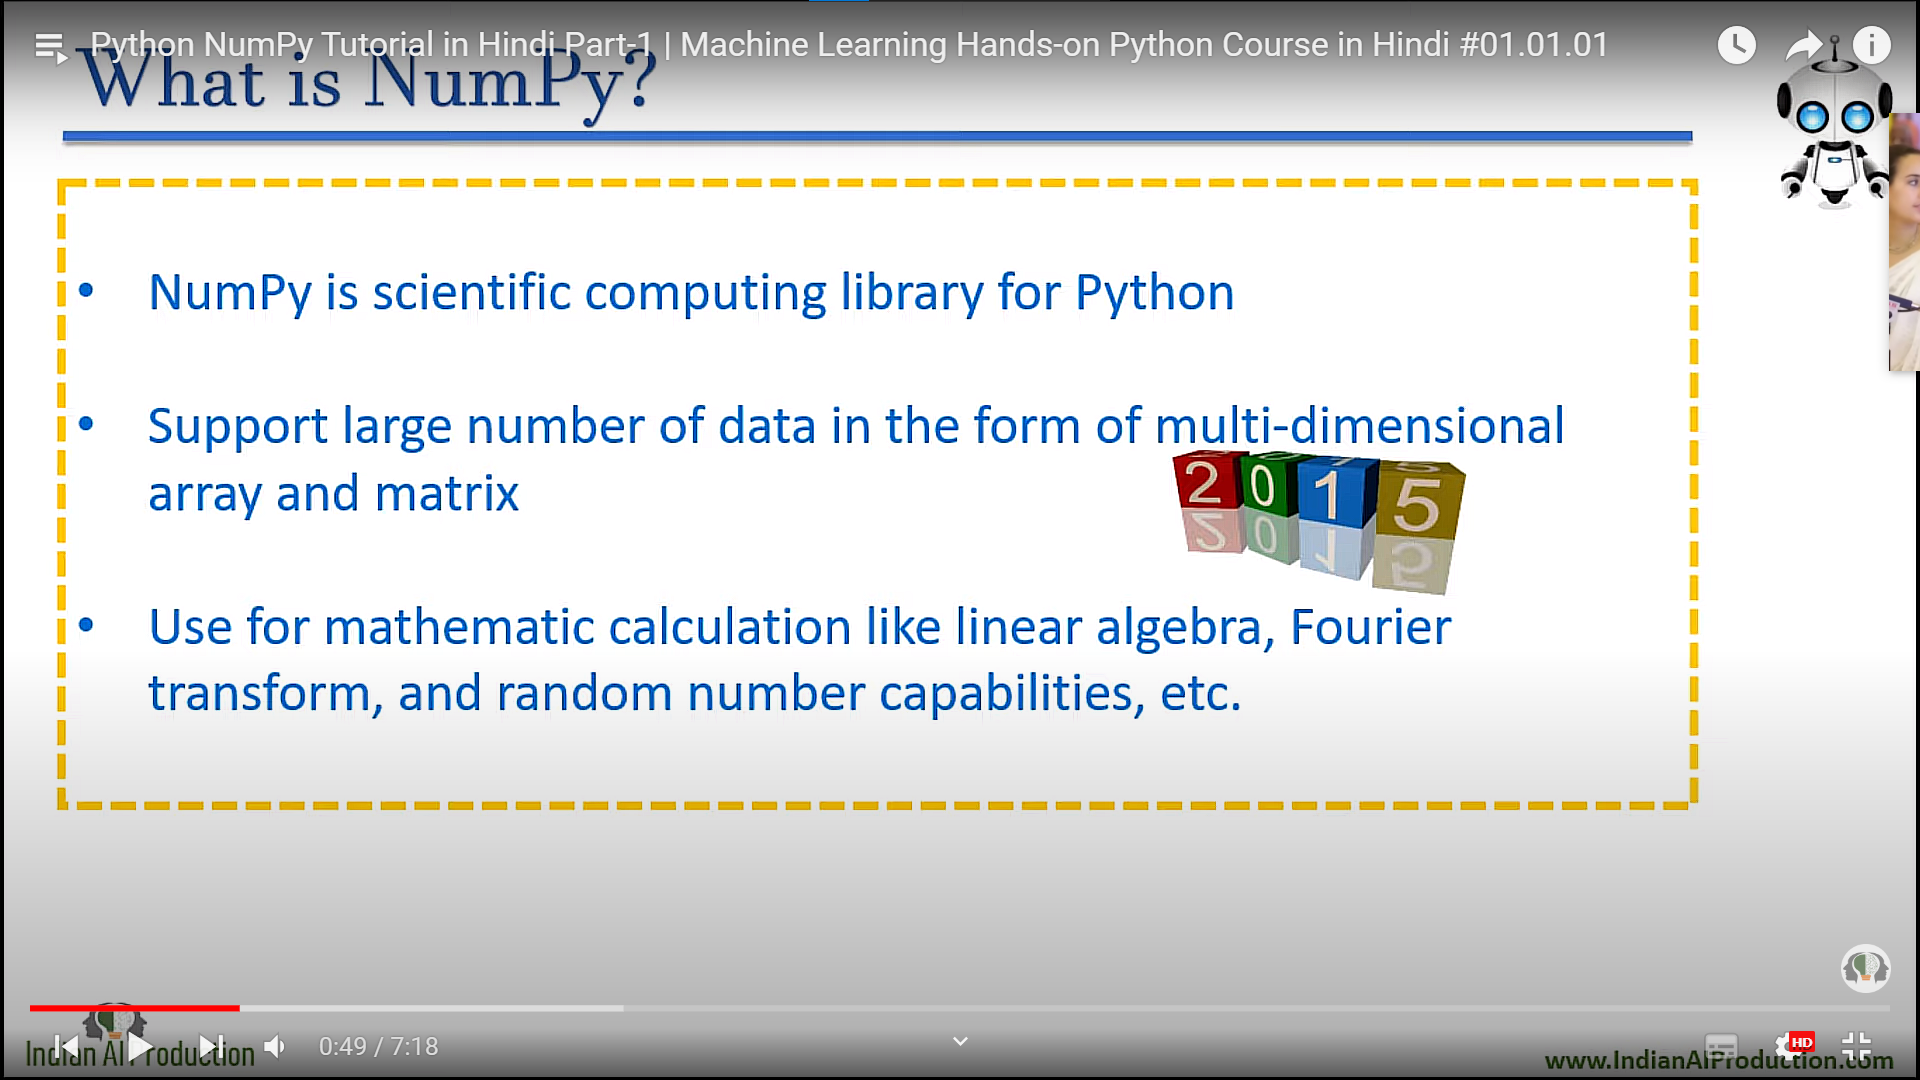 Python NumPy Tutorial in Hindi Part-1 | Machine Learning Hands-on Python Course in Hindi #01.01.01
What is NumPy?
• NumPy is scientific computing library for Python
• Support large number of data in the form of multi-dimensional
array and matrix
2015
• Use for mathematic calculation like linear algebra, Fourier
transform, and random number capabilities, etc.
Indian AI Production
0:49 / 7:18
HD
www.IndianAIProduction.com